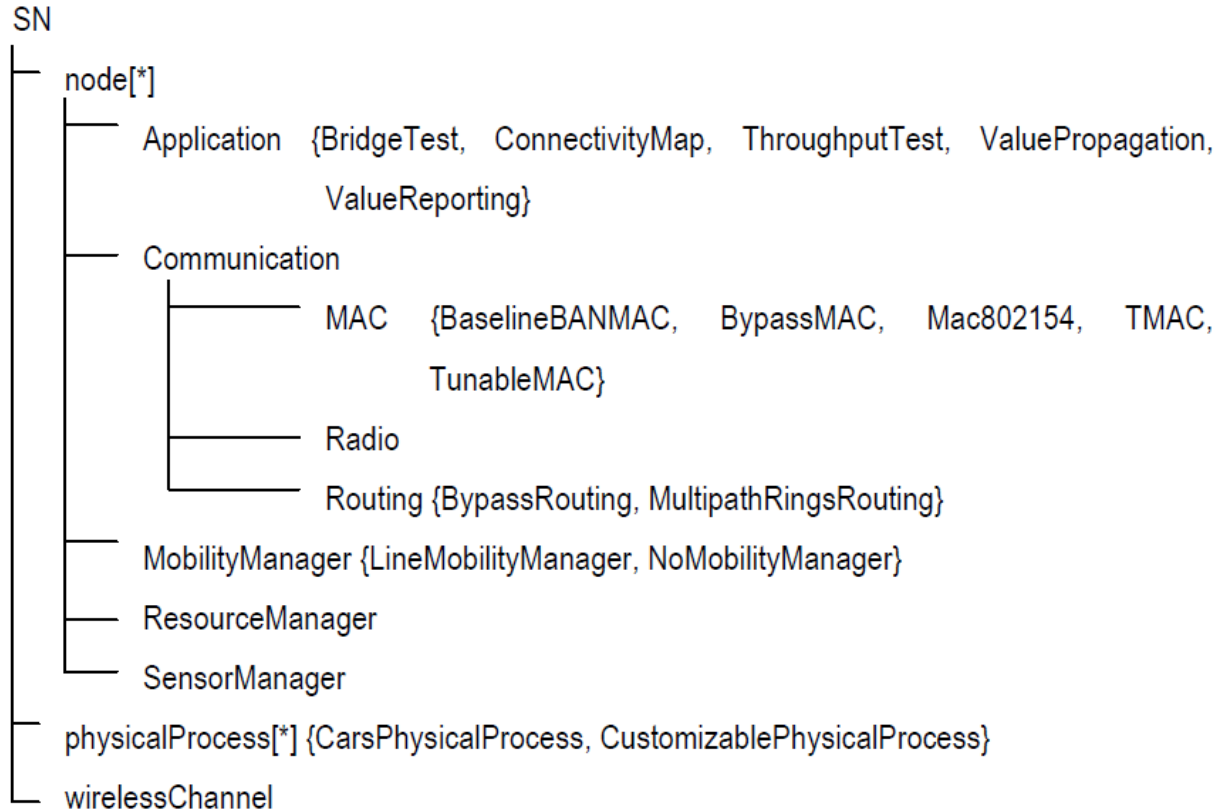 SN
node[*]
Application {BridgeTest, ConnectivityMap, ThroughputTest, ValuePropagation,
ValueReporting}
Communication
MAC {BaselineBANMAC, BypassMAC, Mac802154, TMAC,
TunableMAC}
Radio
Routing {BypassRouting, MultipathRingsRouting}
MobilityManager {LineMobilityManager, NoMobilityManager}
ResourceManager
SensorManager
physicalProcess[*] {CarsPhysicalProcess, CustomizablePhysicalProcess}
wirelessChannel